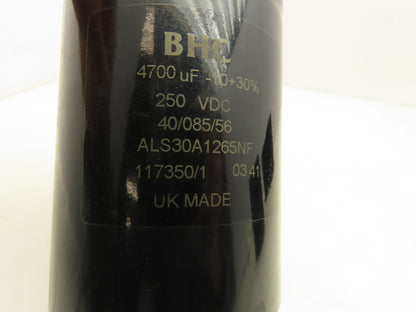 BHC
4700 uF -10+30%
250 VDC
40/085/56
ALS30A1265NF
117350/1 03 41
UK MADE